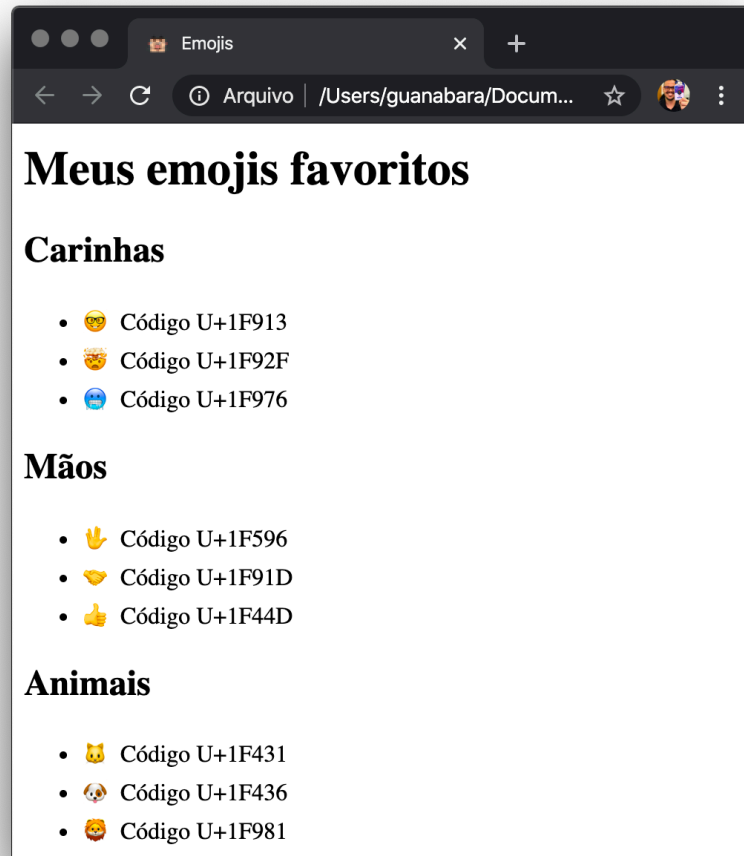 Emojis
Arquivo /Users/guanabara/Docum...
Meus emojis favoritos
Carinhas
🤓 Código U+1F913
🤯 Código U+1F92F
🥶 Código U+1F976
Mãos
🖖 Código U+1F596
🤝 Código U+1F91D
👍 Código U+1F44D
Animais
🐱 Código U+1F431
🐶 Código U+1F436
🦁 Código U+1F981